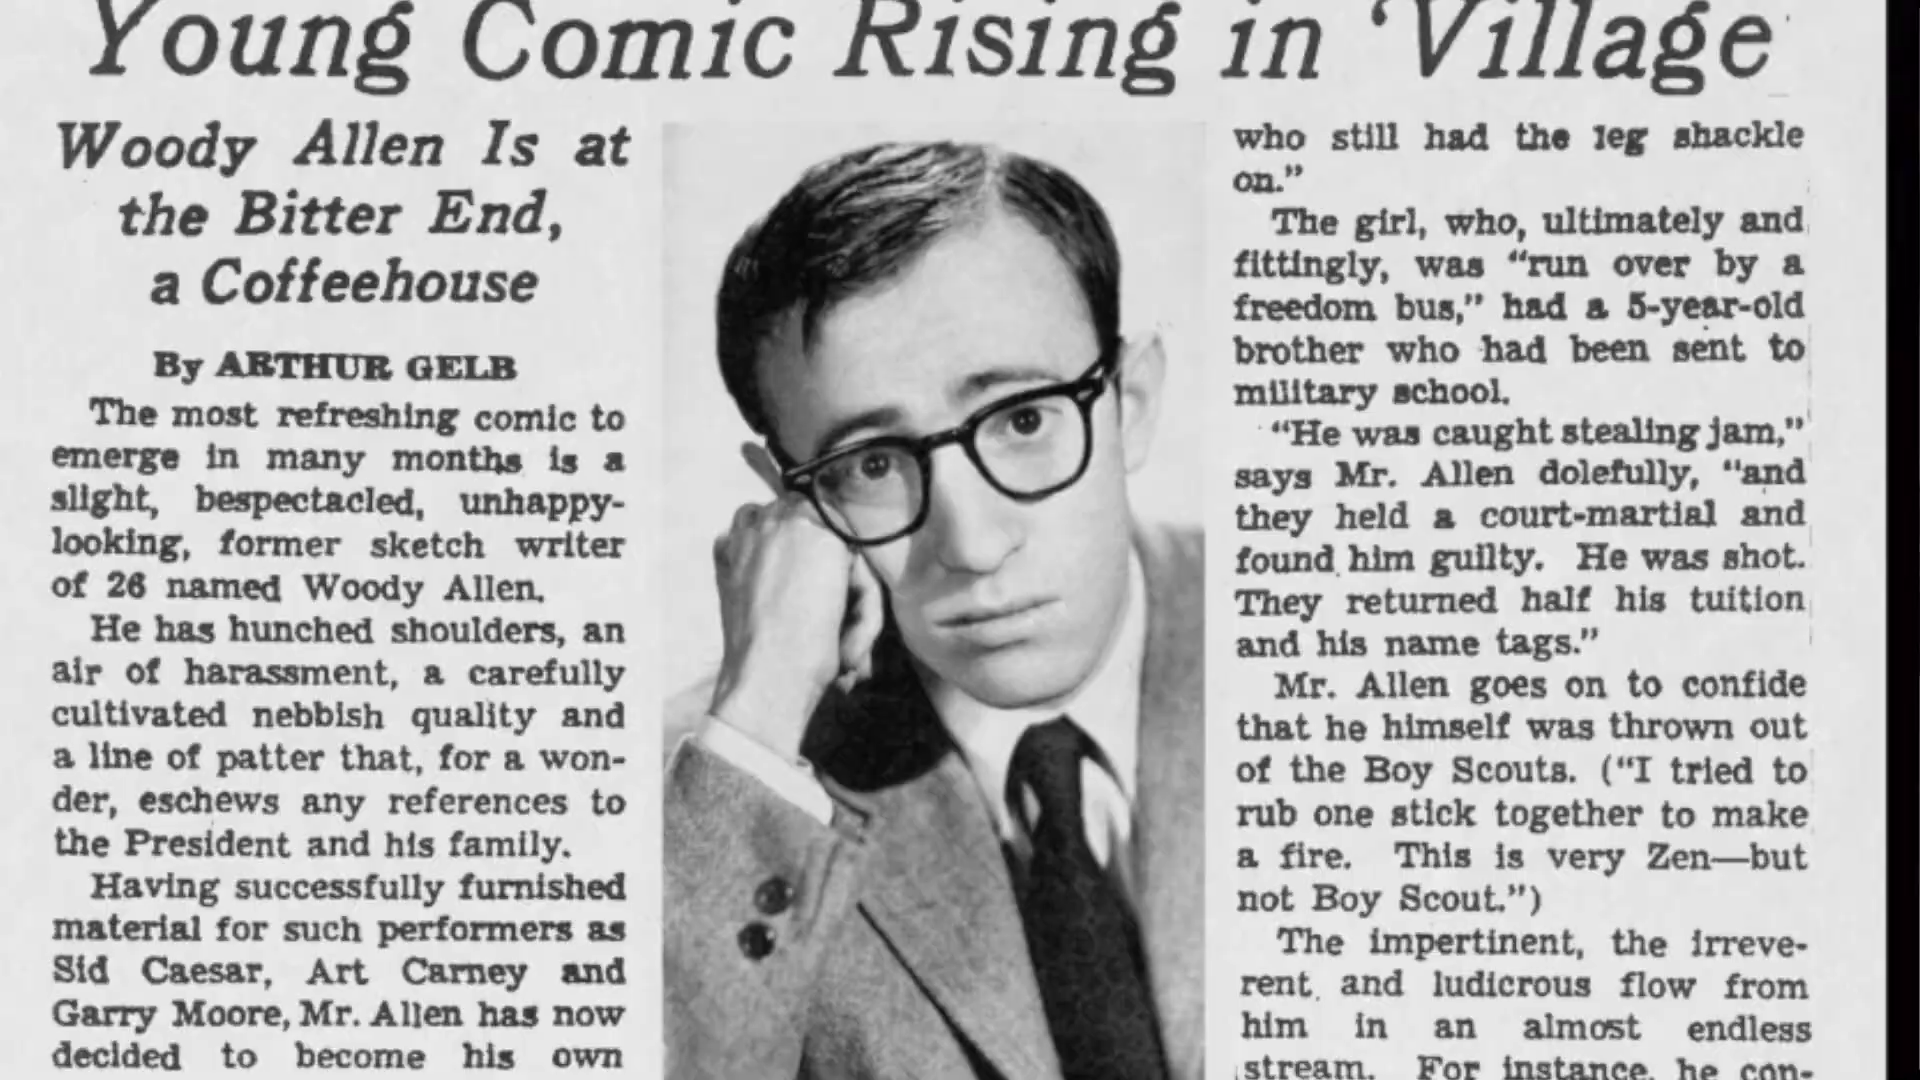 Young Comic Rising in 'Village'
Woody Allen Is at
the Bitter End,
a Coffeehouse
By ARTHUR GELB
The most refreshing comic to
emerge in many months is a
slight, bespectacled, unhappy-
looking, former sketch writer
of 26 named Woody Allen.
He has hunched shoulders, an
air of harassment, a carefully
cultivated nebbish quality and
a line of patter that, for a won-
der, eschews any references to
the President and his family.
Having successfully furnished
material for such performers as
Sid Caesar, Art Carney and
Garry Moore, Mr. Allen has now
decided to become his own
who still had the leg shackle
on."
The girl, who, ultimately and
fittingly, was "run over by a
freedom bus," had a 5-year-old
brother who had been sent to
military school.
"He was caught stealing jam,"
says Mr. Allen dolefully, "and
they held a court-martial and
found him guilty. He was shot.
They returned half his tuition
and his name tags."
Mr. Allen goes on to confide
that he himself was thrown out
of the Boy Scouts. ("I tried to
rub one stick together to make
a fire. This is very Zen—but
not Boy Scout.")
The impertinent, the irreve-
rent and ludicrous flow from
him in an almost endless
stream. For instance, he con-